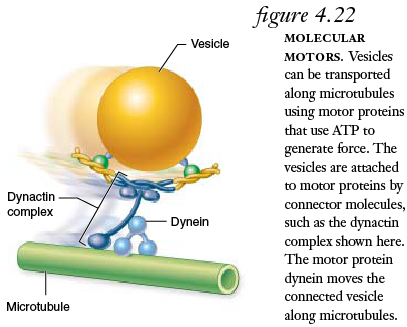 figure 4.22
MOLECULAR
MOTORS. Vesicles
can be transported
along microtubules
using motor proteins
that use ATP to
generate force. The
vesicles are attached
to motor proteins by
connector molecules,
such as the dynactin
complex shown here.
The motor protein
dynein moves the
connected vesicle
along microtubules.
Vesicle
Dynactin
complex
Dynein
Microtubule